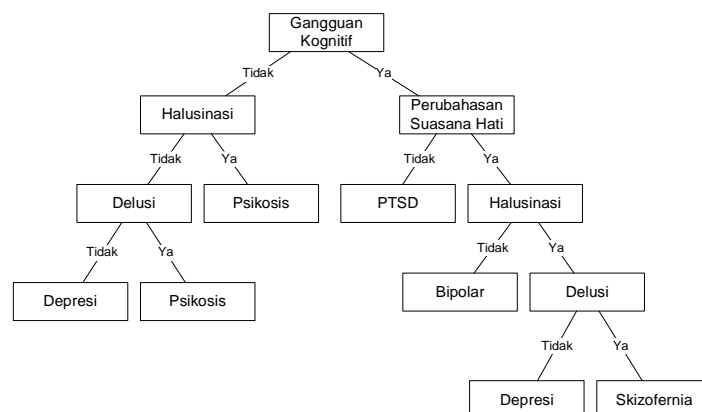 Gangguan
Kognitif
Tidak
Ya
Halusinasi
Perubahasan
Suasana Hati
Tidak
Ya
Tidak
Ya
Delusi
Psikosis
PTSD
Halusinasi
Tidak
Ya
Tidak
Ya
Depresi
Psikosis
Bipolar
Delusi
Tidak
Ya
Depresi
Skizofernia